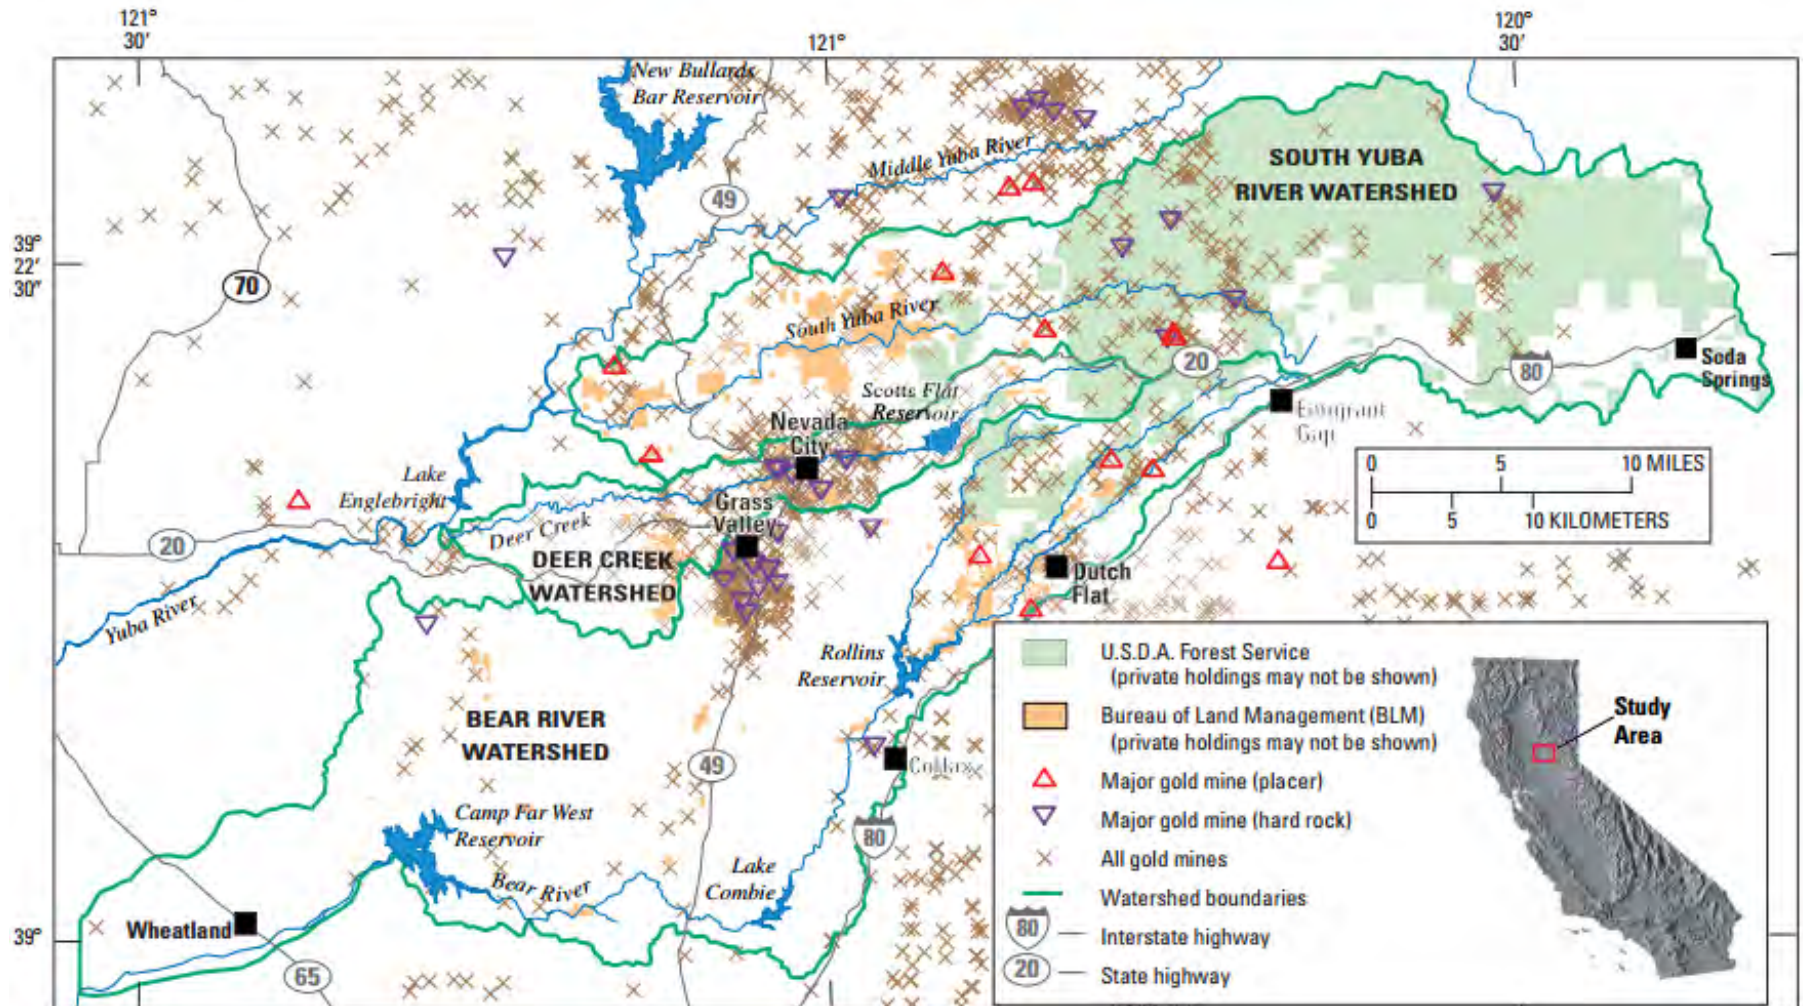 121°
30'
121°
120°
30'
New Bullards
Bar Reservoir
Middle Yuba River
SOUTH YUBA
RIVER WATERSHED
49
39°
22'
30"
70
South Yuba River
20
80
Soda
Springs
Scotts Flat
Reservoir
Nevada
City
Emigrant
Gap
0 5 10 MILES
0 5 10 KILOMETERS
Lake
Englebright
Grass
Valley
Deer Creek
20
DEER CREEK
WATERSHED
Dutch
Flat
Yuba River
Rollins
Reservoir
BEAR RIVER
WATERSHED
49
Colfax
Camp Far West
Reservoir
80
Lake
Combie
Bear River
Wheatland
39°
65
U.S.D.A. Forest Service
(private holdings may not be shown)
Bureau of Land Management (BLM)
(private holdings may not be shown)
Major gold mine (placer)
Major gold mine (hard rock)
All gold mines
Watershed boundaries
80 Interstate highway
20 State highway
Study
Area